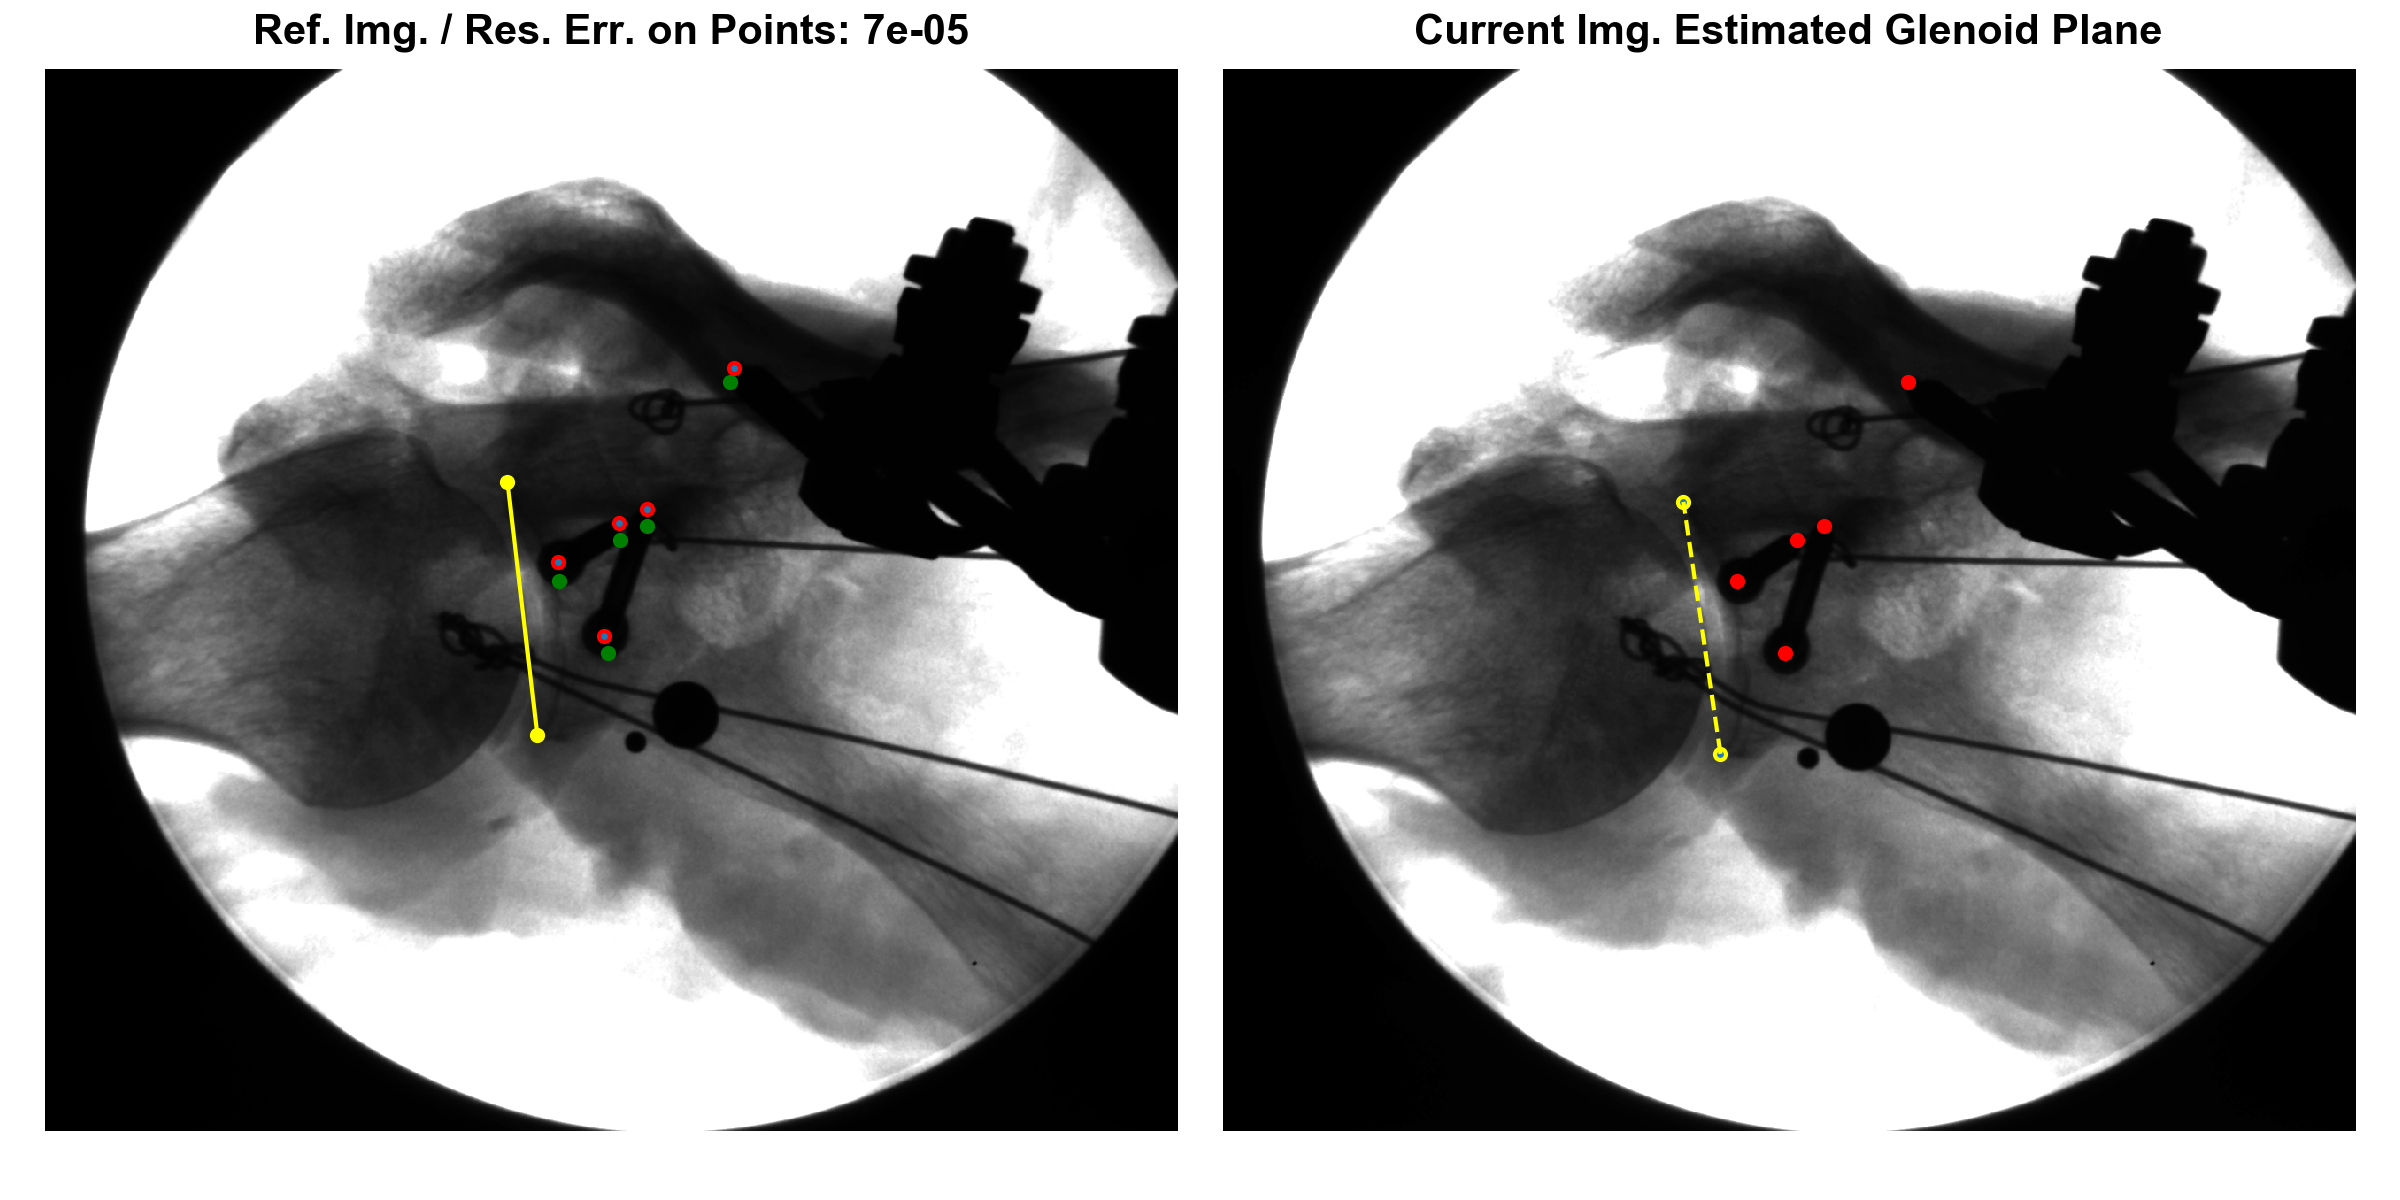 Ref. Img. / Res. Err. on Points: 7e-05
Current Img. Estimated Glenoid Plane